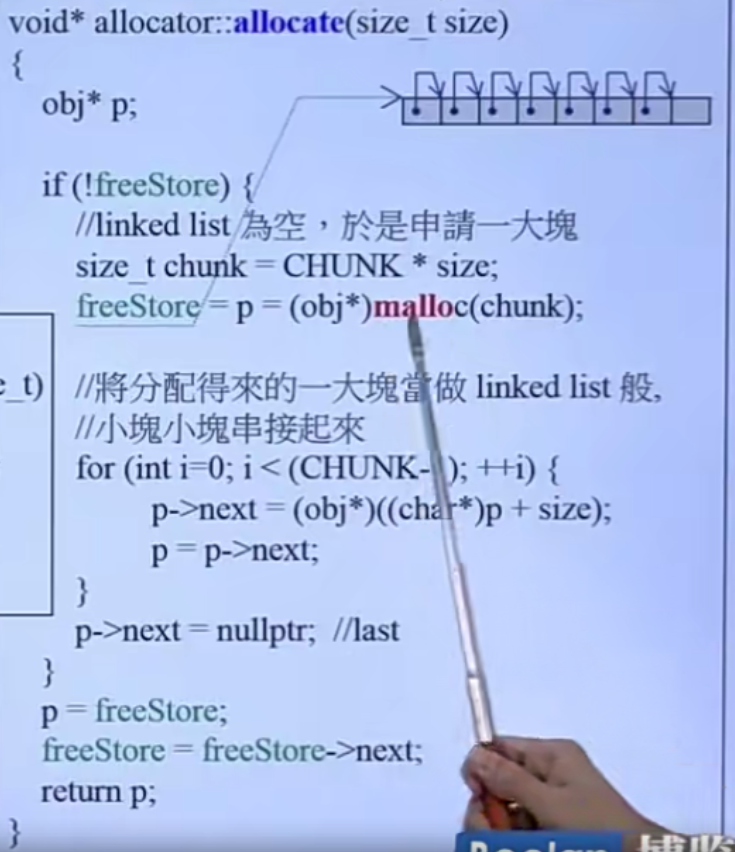 void* allocator::allocate(size_t size)
{
obj* p;
if (!freeStore) {
//linked list 為空，於是申請一大塊
size_t chunk = CHUNK * size;
freeStore = p = (obj*)malloc(chunk);
e_t)
//將分配得來的一大塊當做 linked list 般,
//小塊小塊串接起來
for (int i=0; i < (CHUNK- ); ++i) {
p->next = (obj*)((char*)p + size);
p = p->next;
}
p->next = nullptr; //last
}
p = freeStore;
freeStore = freeStore->next;
return p;
}